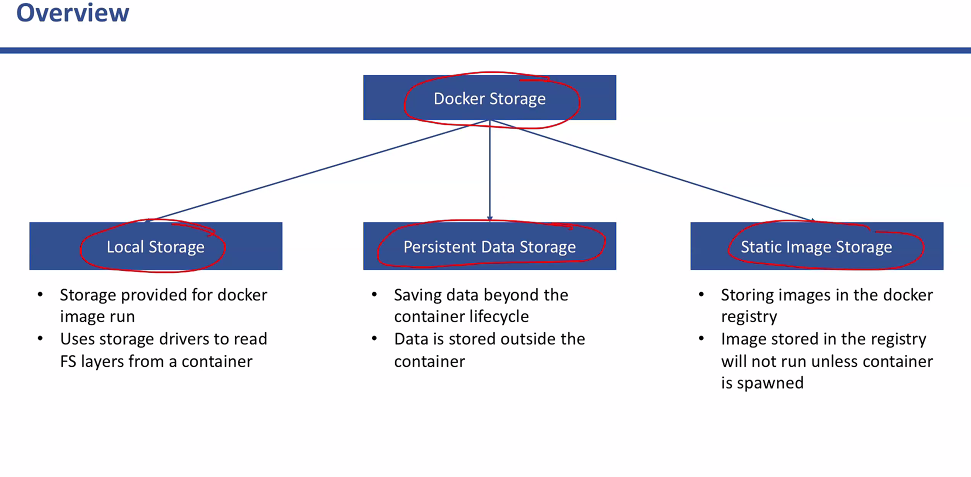 Overview
Docker Storage
Local Storage
Persistent Data Storage
Static Image Storage
• Storage provided for docker
image run
• Uses storage drivers to read
FS layers from a container
• Saving data beyond the
container lifecycle
• Data is stored outside the
container
• Storing images in the docker
registry
• Image stored in the registry
will not run unless container
is spawned